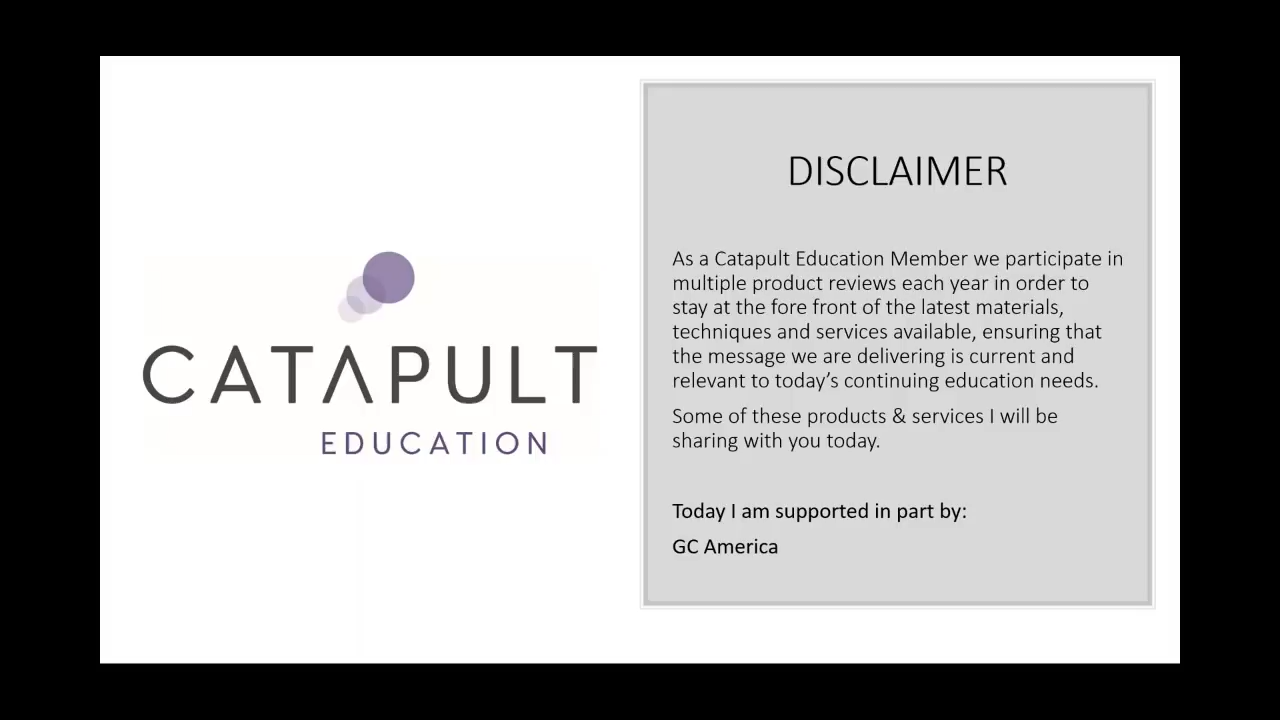 CATAPULT
EDUCATION
DISCLAIMER
As a Catapult Education Member we participate in
multiple product reviews each year in order to
stay at the fore front of the latest materials,
techniques and services available, ensuring that
the message we are delivering is current and
relevant to today’s continuing education needs.
Some of these products & services I will be
sharing with you today.
Today I am supported in part by:
GC America